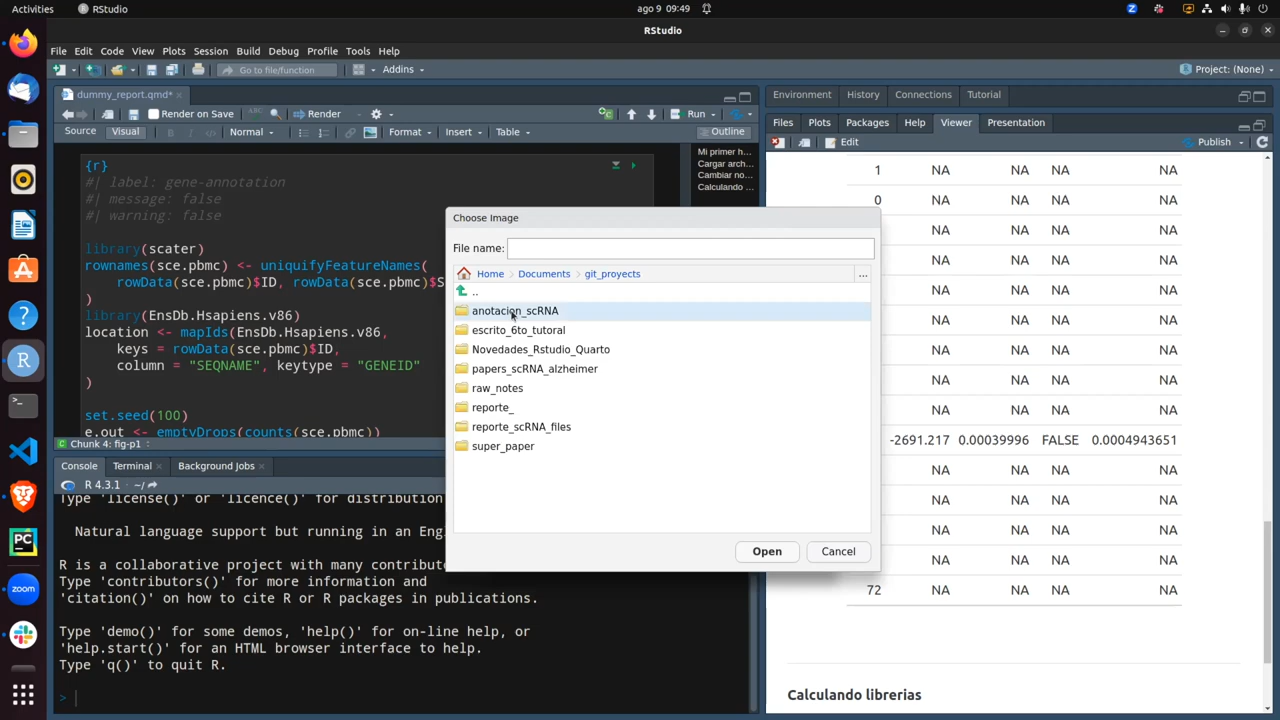 Activities
RStudio
ago 9 09:49
RStudio
File Edit Code View Plots Session Build Debug Profile Tools Help
Go to file/function
Addins
Project: (None)
dummy_report.qmd*
Render on Save
ABC
Render
Run
Source Visual
B I
Normal
Format
Insert
Table
Outline
Mi primer h...
Cargar arch...
Cambiar no...
Calculando ...
{r}
#| label: gene-annotation
#| message: false
#| warning: false
library(scater)
rownames(sce.pbmc) <- uniquifyFeatureNames(
rowData(sce.pbmc)$ID, rowData(sce.pbmc)$S
)
library(EnsDb.Hsapiens.v86)
location <- mapIds(EnsDb.Hsapiens.v86,
keys = rowData(sce.pbmc)$ID,
column = "SEQNAME", keytype = "GENEID"
)
set.seed(100)
e.out <- emptyDrops(counts(sce.pbmc))
Chunk 4: fig-p1
Console Terminal Background Jobs
R 4.3.1 · ~/
Type 'license()' or 'licence()' for distribution
Natural language support but running in an Eng
R is a collaborative project with many contribut
Type 'contributors()' for more information and
'citation()' on how to cite R or R packages in publications.
Type 'demo()' for some demos, 'help()' for on-line help, or
'help.start()' for an HTML browser interface to help.
Type 'q()' to quit R.
>
Choose Image
File name:
Home > Documents > git_proyects
...
..
anotacion_scRNA
escrito_6to_tutoral
Novedades_Rstudio_Quarto
papers_scRNA_alzheimer
raw_notes
reporte_
reporte_scRNA_files
super_paper
Open
Cancel
Environment History Connections Tutorial
Files Plots Packages Help Viewer Presentation
Edit
Publish
1 NA NA NA NA
0 NA NA NA NA
NA NA NA NA
NA NA NA NA
NA NA NA NA
NA NA NA NA
NA NA NA NA
NA NA NA NA
NA NA NA NA
-2691.217 0.00039996 FALSE 0.0004943651
NA NA NA NA
NA NA NA NA
NA NA NA NA
NA NA NA NA
72 NA NA NA NA
Calculando librerias
zoom
PC